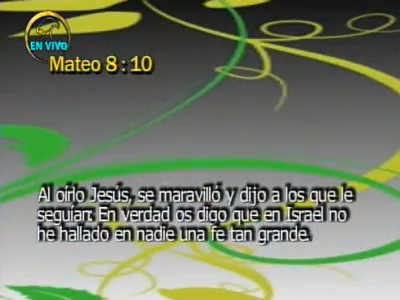 EN VIVO
Mateo 8 : 10
Al oírlo Jesús, se maravilló y dijo a los que le
seguían: En verdad os digo que en Israel no
he hallado en nadie una fe tan grande.